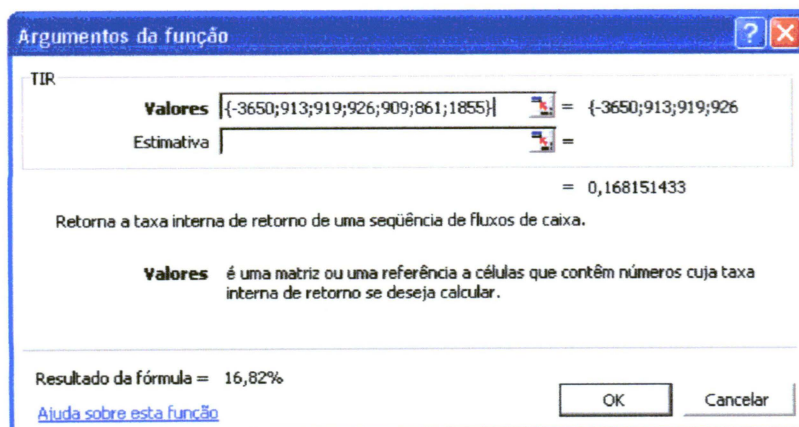 Argumentos da função
TIR
Valores {-3650;913;919;926;909;861;1855} = {-3650;913;919;926
Estimativa =
= 0,168151433
Retorna a taxa interna de retorno de uma seqüência de fluxos de caixa.
Valores é uma matriz ou uma referência a células que contêm números cuja taxa
interna de retorno se deseja calcular.
Resultado da fórmula = 16,82%
OK Cancelar
Ajuda sobre esta função